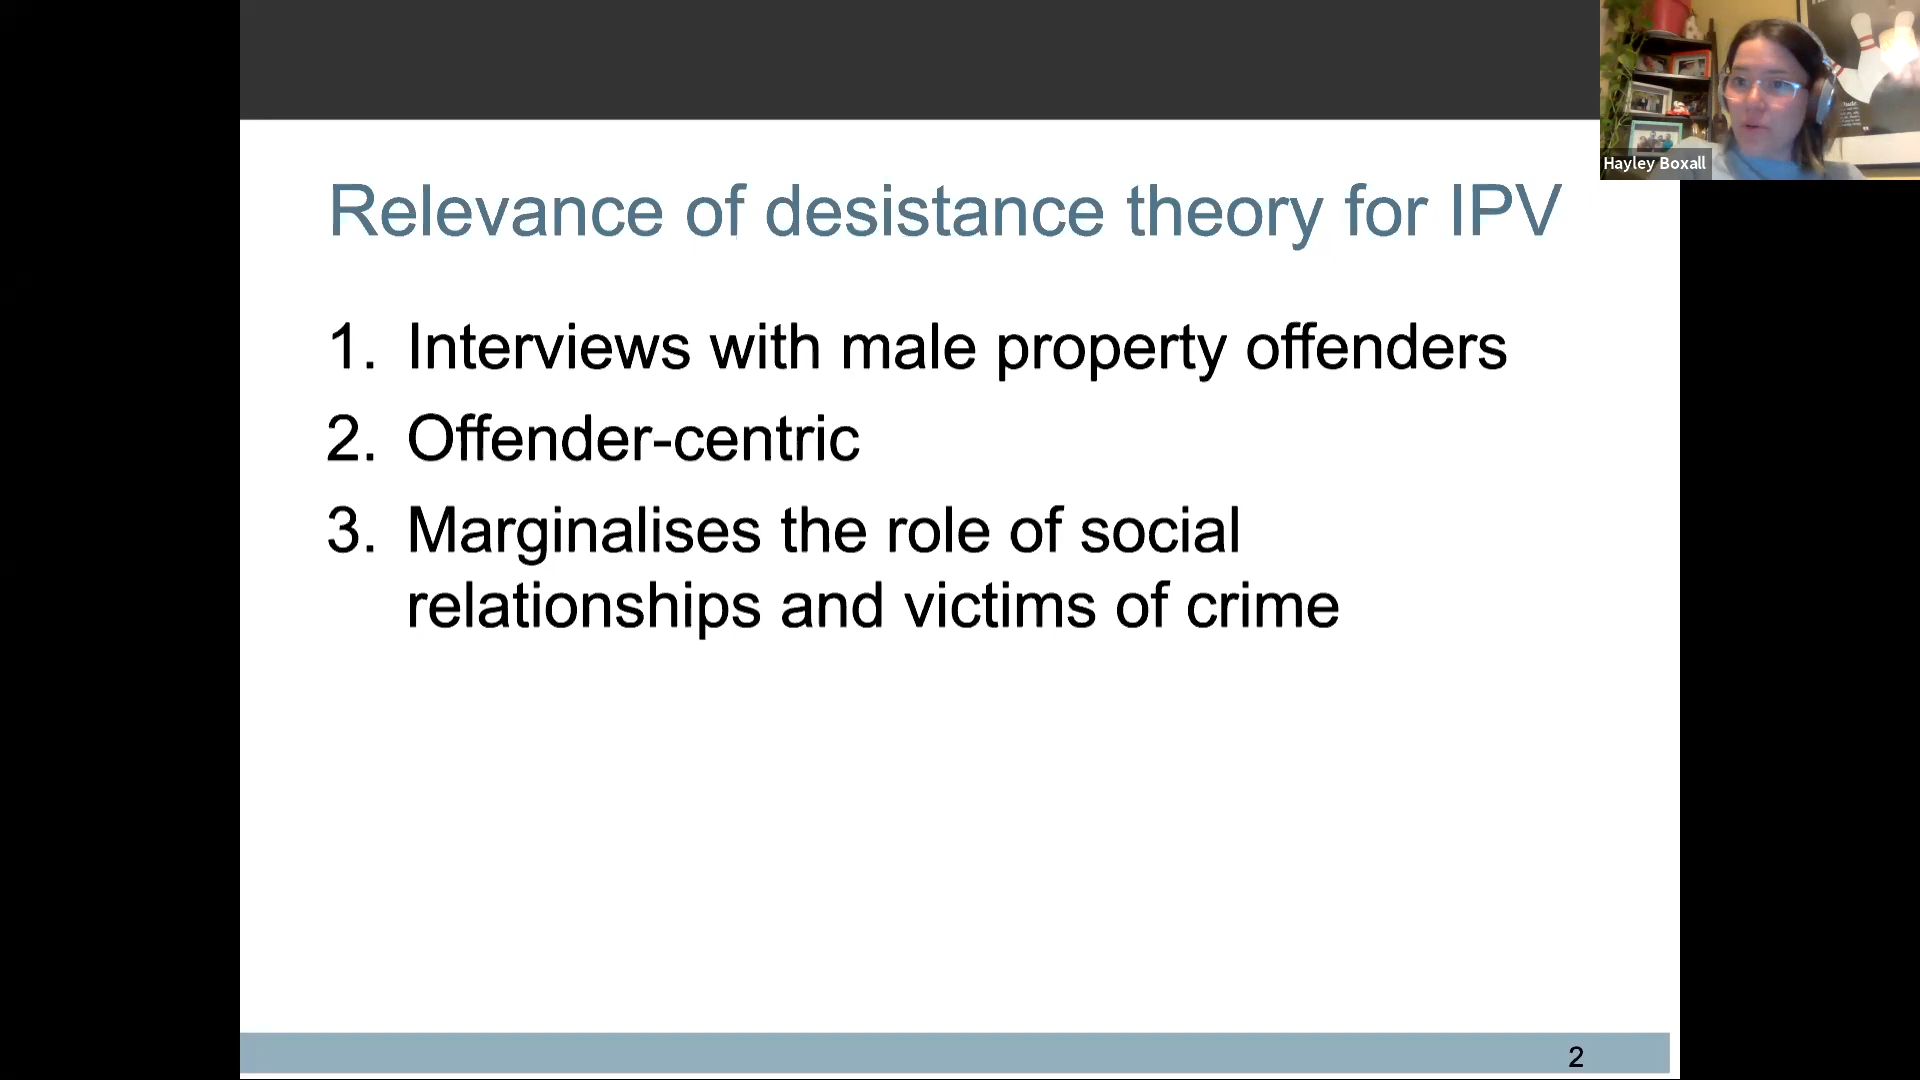 Relevance of desistance theory for IPV
1. Interviews with male property offenders
2. Offender-centric
3. Marginalises the role of social
relationships and victims of crime
2
Hayley Boxall